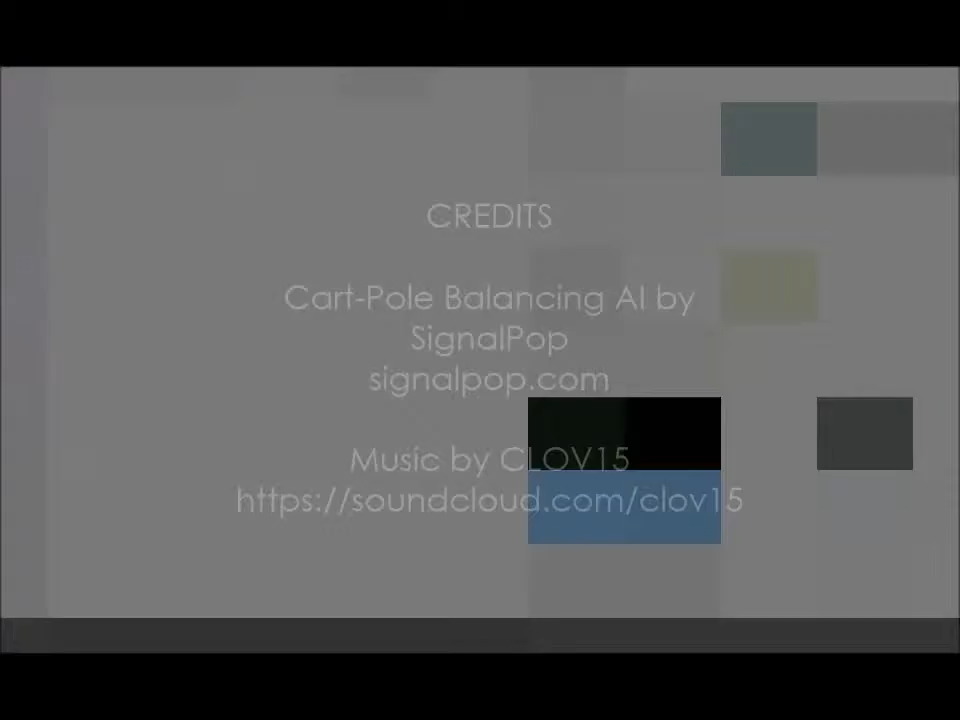 CREDITS
Cart-Pole Balancing AI by
SignalPop
signalpop.com
Music by CLOV15
https://soundcloud.com/clov15